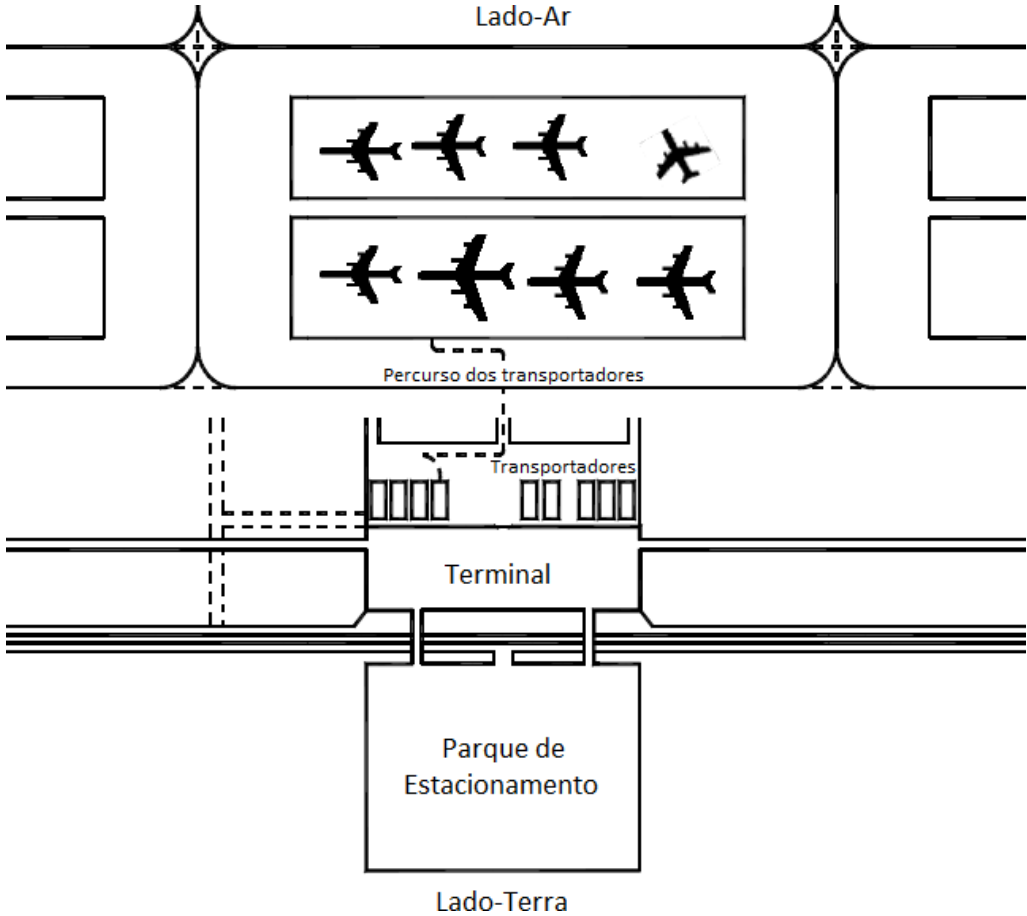 Lado-Ar
Percurso dos transportadores
Transportadores
Terminal
Parque de
Estacionamento
Lado-Terra